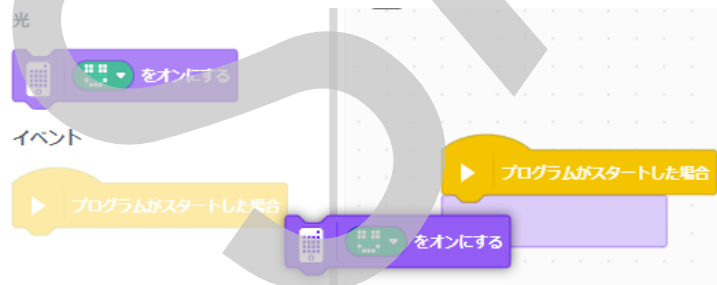 光
をオンにする
イベント
プログラムがスタートした場合
プログラムがスタートした場合
をオンにする